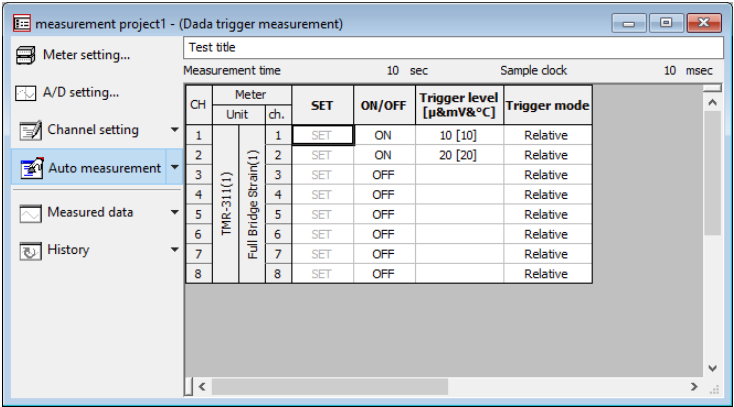 measurement project1 - (Dada trigger measurement)
Meter setting...
A/D setting...
Channel setting
Auto measurement
Measured data
History
Test title
Measurement time 10 sec Sample clock 10 msec
CH Meter SET ON/OFF Trigger level [µ&mV&°C] Trigger mode
Unit ch.
TMR-311(1)
Full Bridge Strain(1)
1 1 SET ON 10 [10] Relative
2 2 SET ON 20 [20] Relative
3 3 SET OFF Relative
4 4 SET OFF Relative
5 5 SET OFF Relative
6 6 SET OFF Relative
7 7 SET OFF Relative
8 8 SET OFF Relative